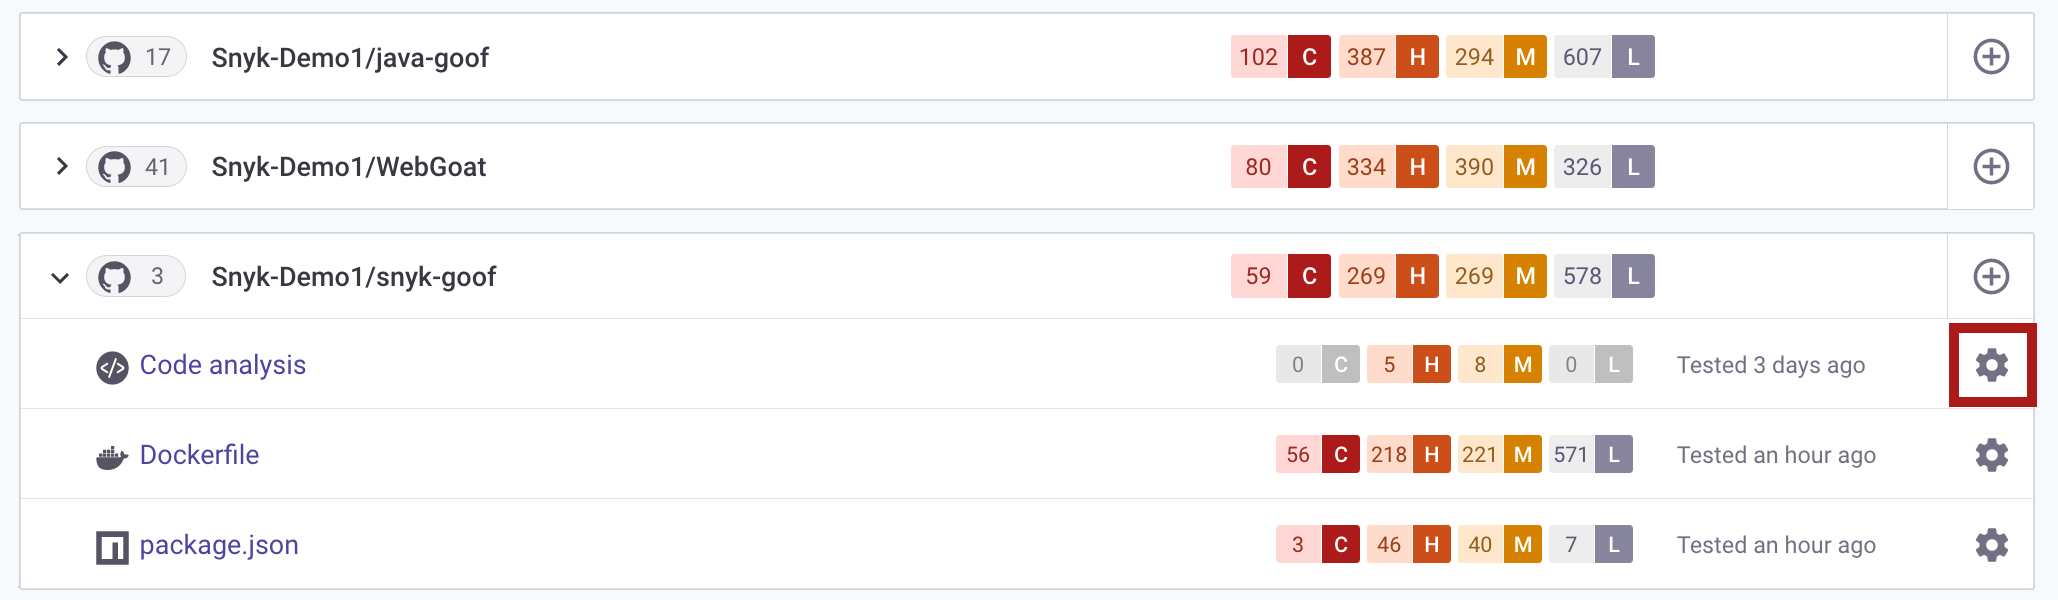 17 Snyk-Demo1/java-goof 102 C 387 H 294 M 607 L
41 Snyk-Demo1/WebGoat 80 C 334 H 390 M 326 L
3 Snyk-Demo1/snyk-goof 59 C 269 H 269 M 578 L
Code analysis 0 C 5 H 8 M 0 L Tested 3 days ago
Dockerfile 56 C 218 H 221 M 571 L Tested an hour ago
package.json 3 C 46 H 40 M 7 L Tested an hour ago